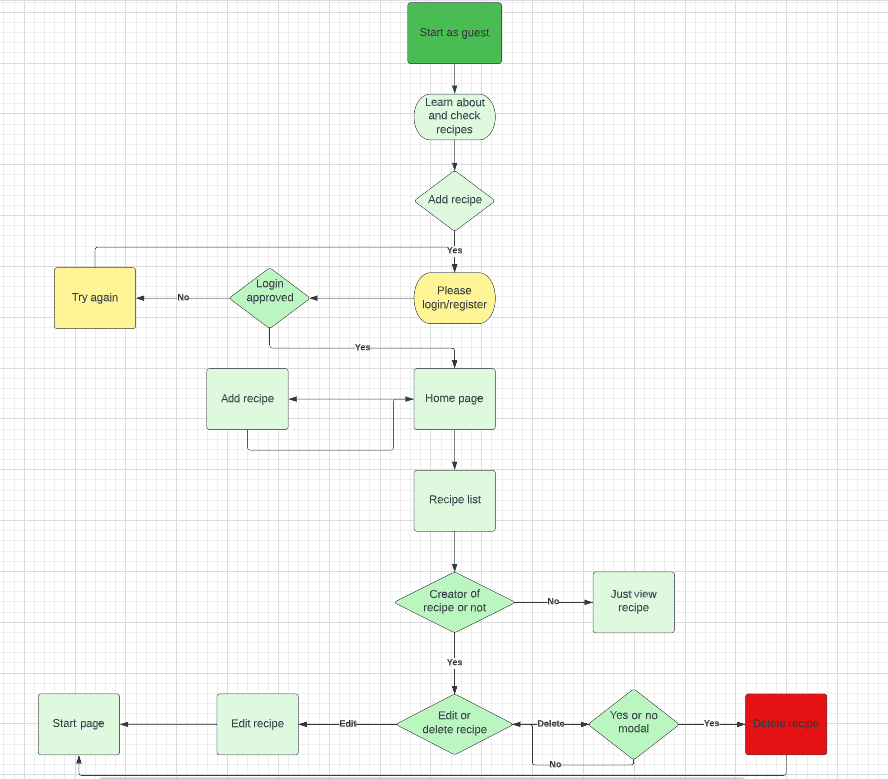 Start as guest
Learn about
and check
recipes
Add recipe
Yes
Try again
No
Login
approved
Please
login/register
Yes
Add recipe
Home page
Recipe list
Creator of
recipe or not
No
Just view
recipe
Yes
Start page
Edit recipe
Edit
Edit or
delete recipe
Delete
Yes or no
modal
Yes
Delete recipe
No